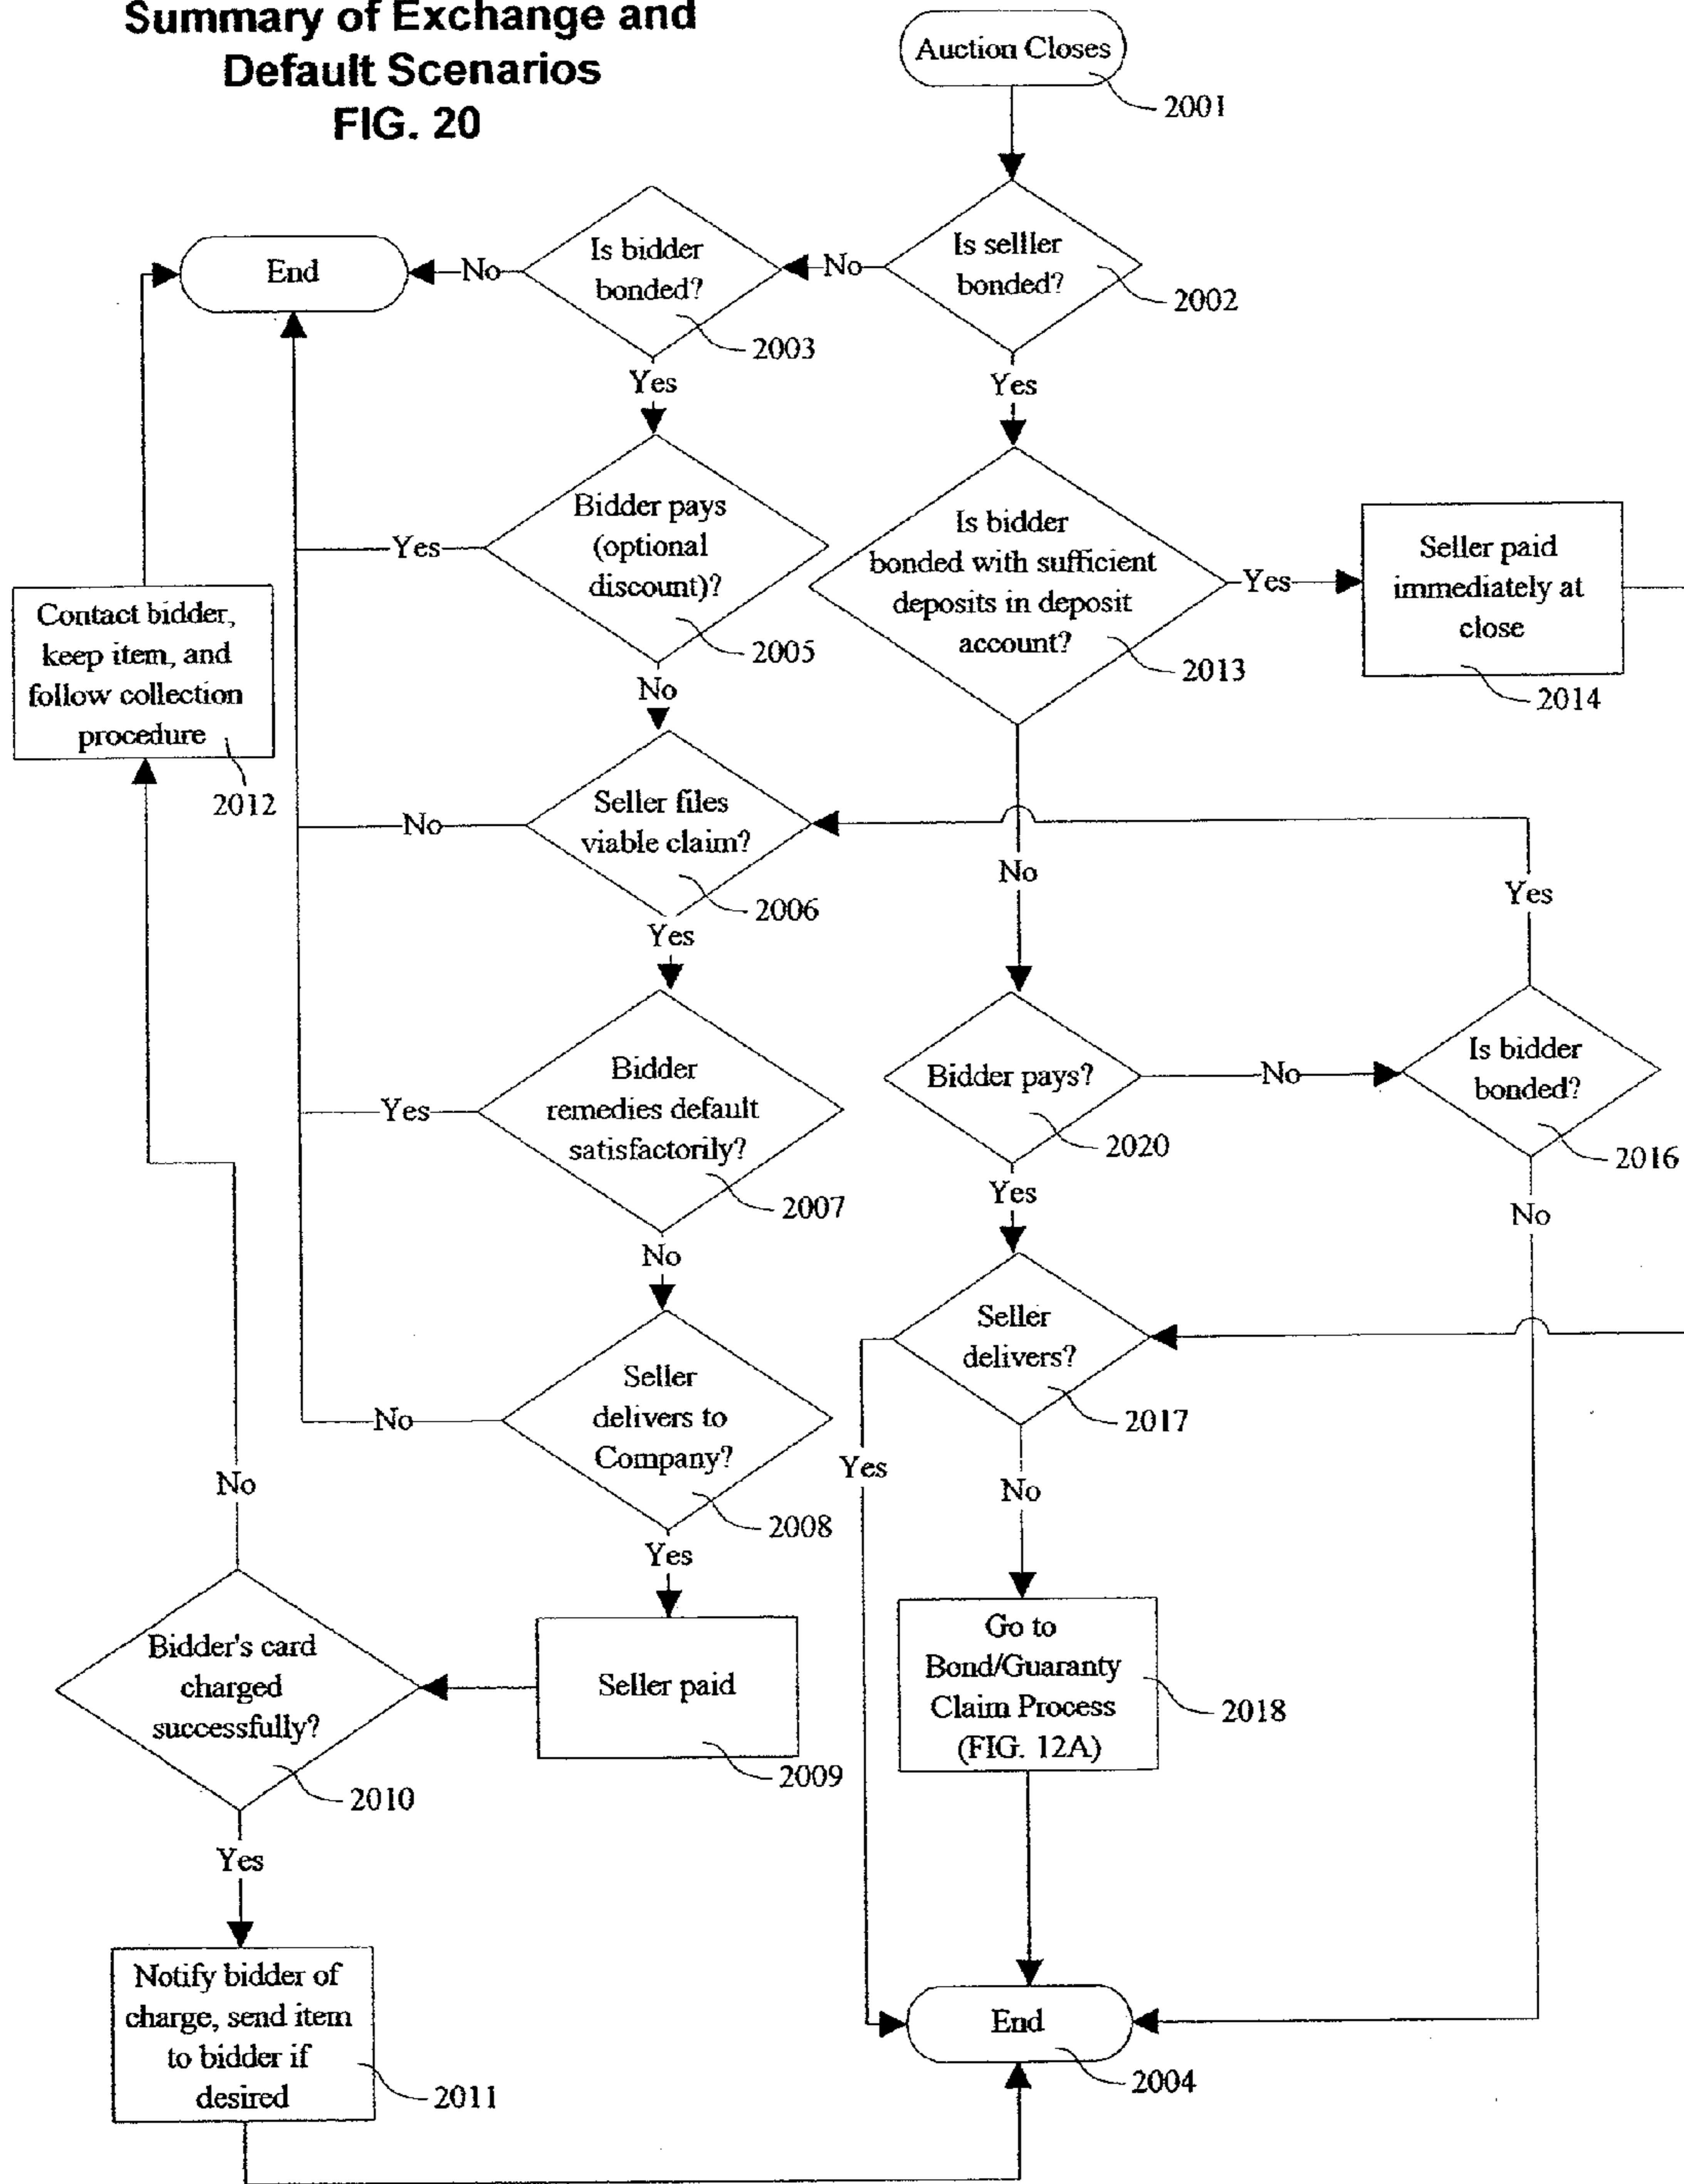 Summary of Exchange and
Default Scenarios
FIG. 20
Auction Closes
2001
Is selller
bonded?
2002
No
Is bidder
bonded?
2003
No
End
Yes
Yes
Bidder pays
(optional
discount)?
2005
Yes
No
Is bidder
bonded with sufficient
deposits in deposit
account?
2013
Yes
Seller paid
immediately at
close
2014
Contact bidder,
keep item, and
follow collection
procedure
2012
Seller files
viable claim?
2006
No
Yes
No
Yes
Bidder
remedies default
satisfactorily?
2007
Yes
No
Bidder pays?
2020
No
Yes
Is bidder
bonded?
2016
No
Seller
delivers to
Company?
2008
No
Yes
Seller
delivers?
2017
Yes
No
No
Bidder's card
charged
successfully?
2010
Yes
Seller paid
2009
Go to
Bond/Guaranty
Claim Process
(FIG. 12A)
2018
Notify bidder of
charge, send item
to bidder if
desired
2011
End
2004